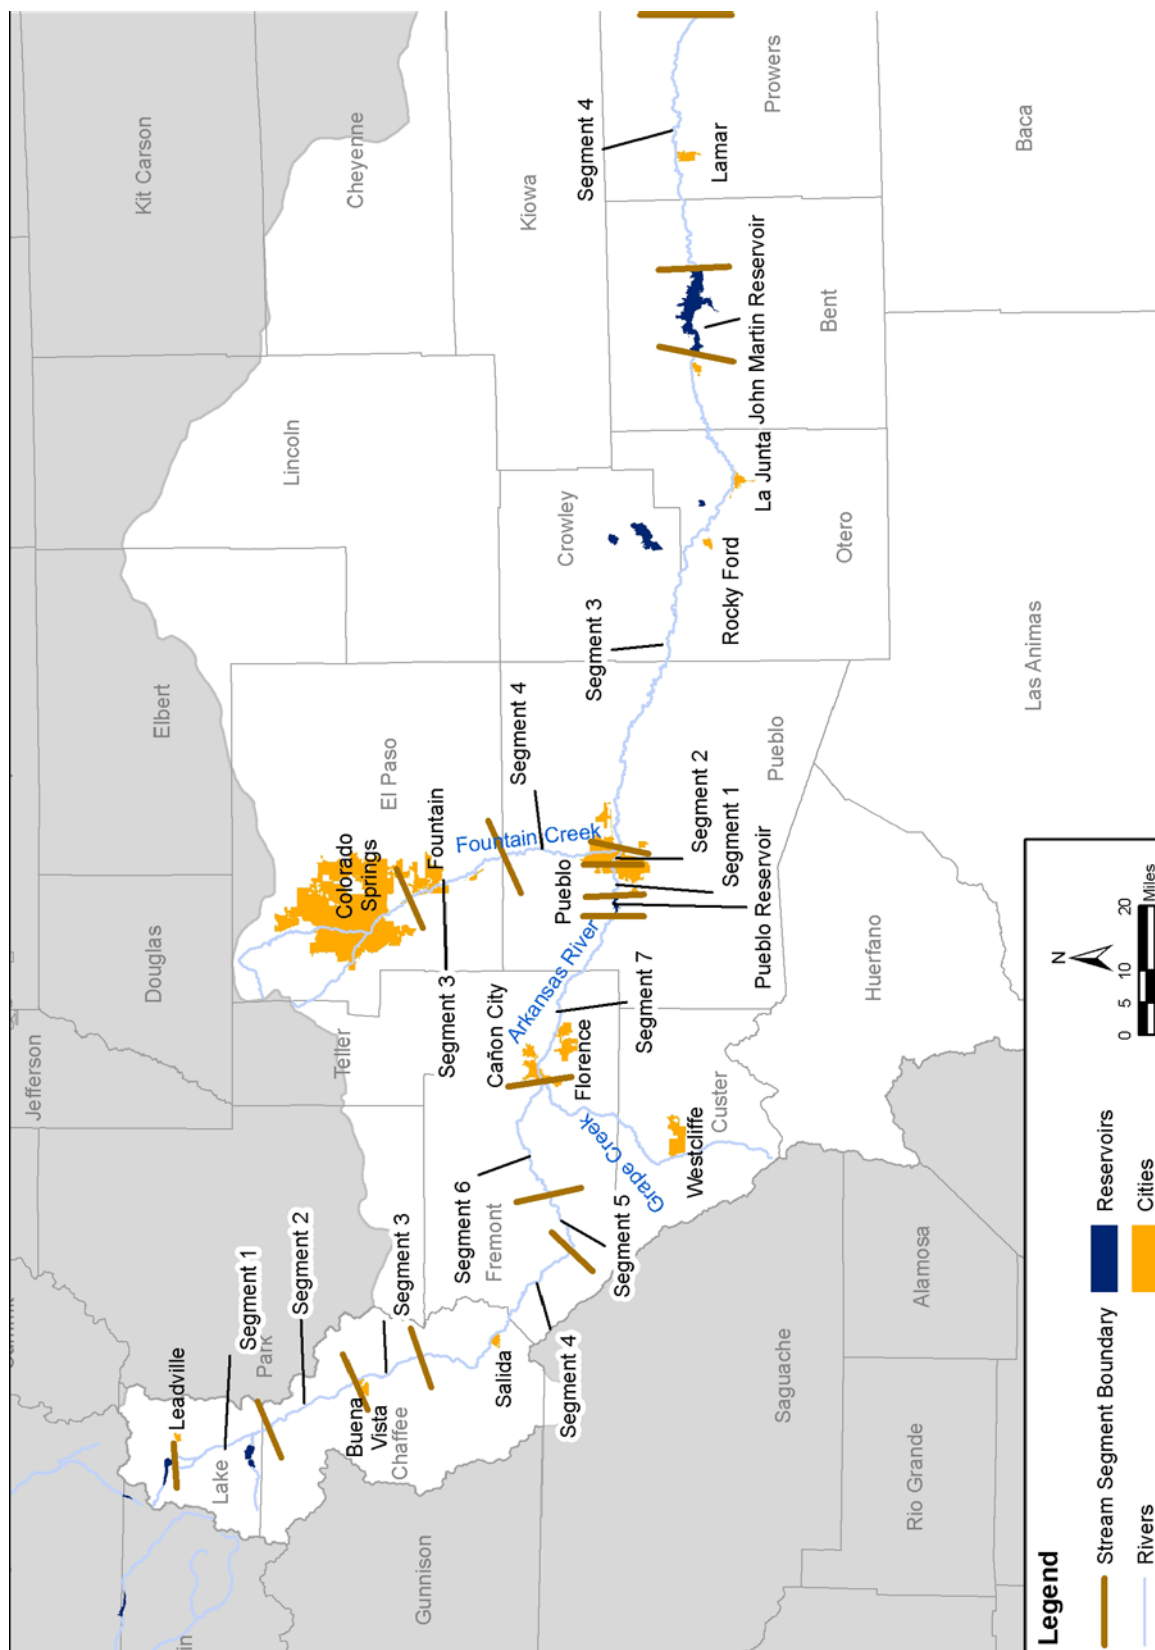 Kit Carson
Cheyenne
Kiowa
Prowers
Baca
Lincoln
Elbert
Douglas
Jefferson
Teller
El Paso
Crowley
Bent
Otero
Las Animas
Pueblo
Huerfano
Custer
Fremont
Park
Lake
Chaffee
Gunnison
Saguache
Alamosa
Rio Grande
Leadville
Segment 1
Segment 2
Segment 3
Buena
Vista
Salida
Segment 4
Segment 5
Segment 6
Grape Creek
Westcliffe
Cañon City
Florence
Arkansas River
Segment 7
Colorado
Springs
Fountain
Segment 3
Fountain Creek
Segment 4
Pueblo
Pueblo Reservoir
Segment 1
Segment 2
Segment 3
Rocky Ford
La Junta
John Martin Reservoir
Lamar
Segment 4
Legend
Stream Segment Boundary
Rivers
Reservoirs
Cities
N
0 5 10 20
Miles